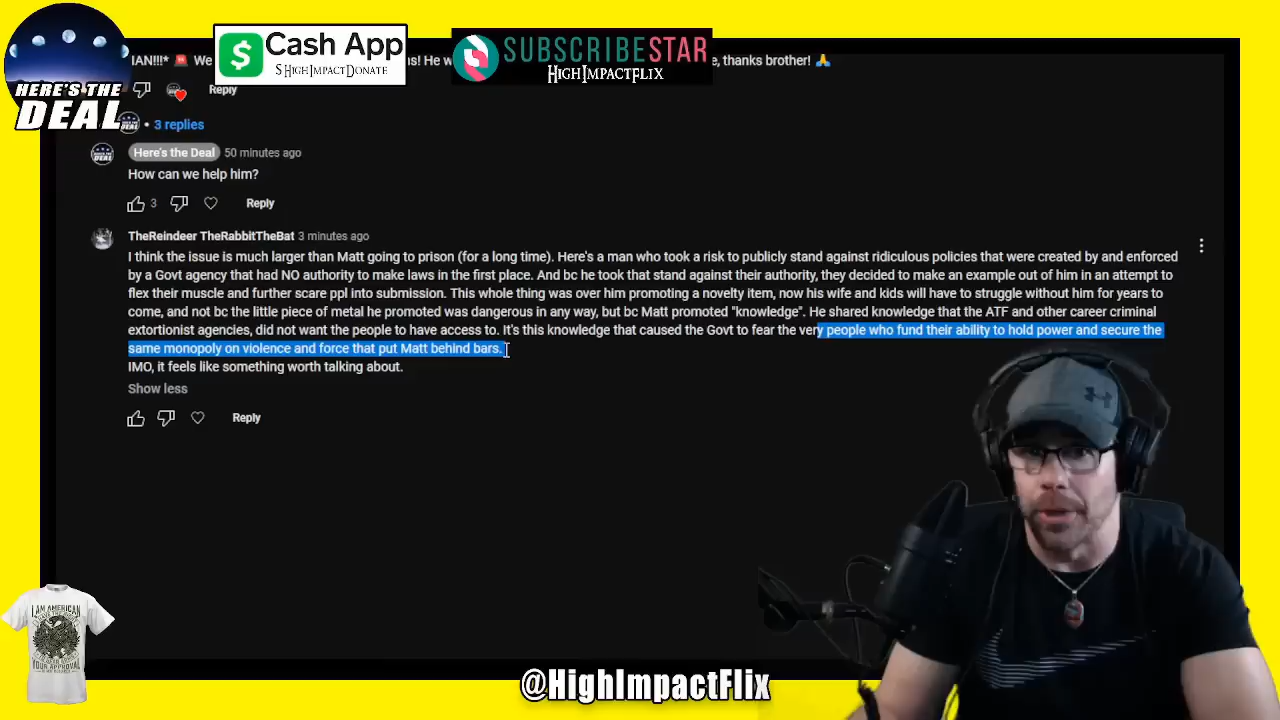 IAN!!!* 🚨 We
Cash App
$HIGHIMPACTDONATE
ns! He w
SUBSCRIBESTAR
HIGHIMPACTFLIX
e, thanks brother! 🙏
HERE'S THE
DEAL
Reply
• 3 replies
Here's the Deal 50 minutes ago
How can we help him?
3 Reply
TheReindeer TheRabbitTheBat 3 minutes ago
I think the issue is much larger than Matt going to prison (for a long time). Here's a man who took a risk to publicly stand against ridiculous policies that were created by and enforced
by a Govt agency that had NO authority to make laws in the first place. And bc he took that stand against their authority, they decided to make an example out of him in an attempt to
flex their muscle and further scare ppl into submission. This whole thing was over him promoting a novelty item, now his wife and kids will have to struggle without him for years to
come, and not bc the little piece of metal he promoted was dangerous in any way, but bc Matt promoted "knowledge". He shared knowledge that the ATF and other career criminal
extortionist agencies, did not want the people to have access to. It's this knowledge that caused the Govt to fear the very people who fund their ability to hold power and secure the
same monopoly on violence and force that put Matt behind bars.
IMO, it feels like something worth talking about.
Show less
Reply
I AM AMERICAN
YOUR APPROVAL
@HighImpactFlix